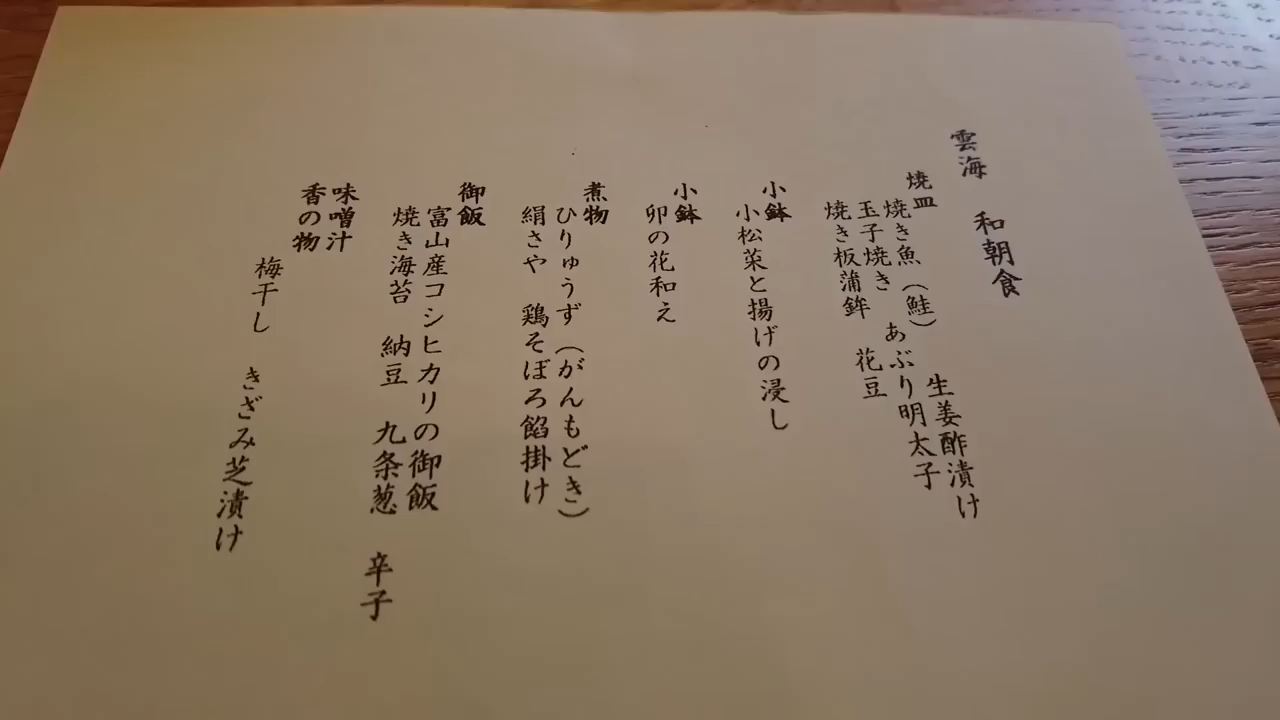 雲海 和朝食
焼皿
焼き魚（鮭） 生姜酢漬け
玉子焼き あぶり明太子
焼き板蒲鉾 花豆
小鉢
小松菜と揚げの浸し
小鉢
卯の花和え
煮物
ひりゅうず（がんもどき）
絹さや 鶏そぼろ餡掛け
御飯
富山産コシヒカリの御飯
焼き海苔 納豆 九条葱 辛子
味噌汁
香の物
梅干し きざみ芝漬け